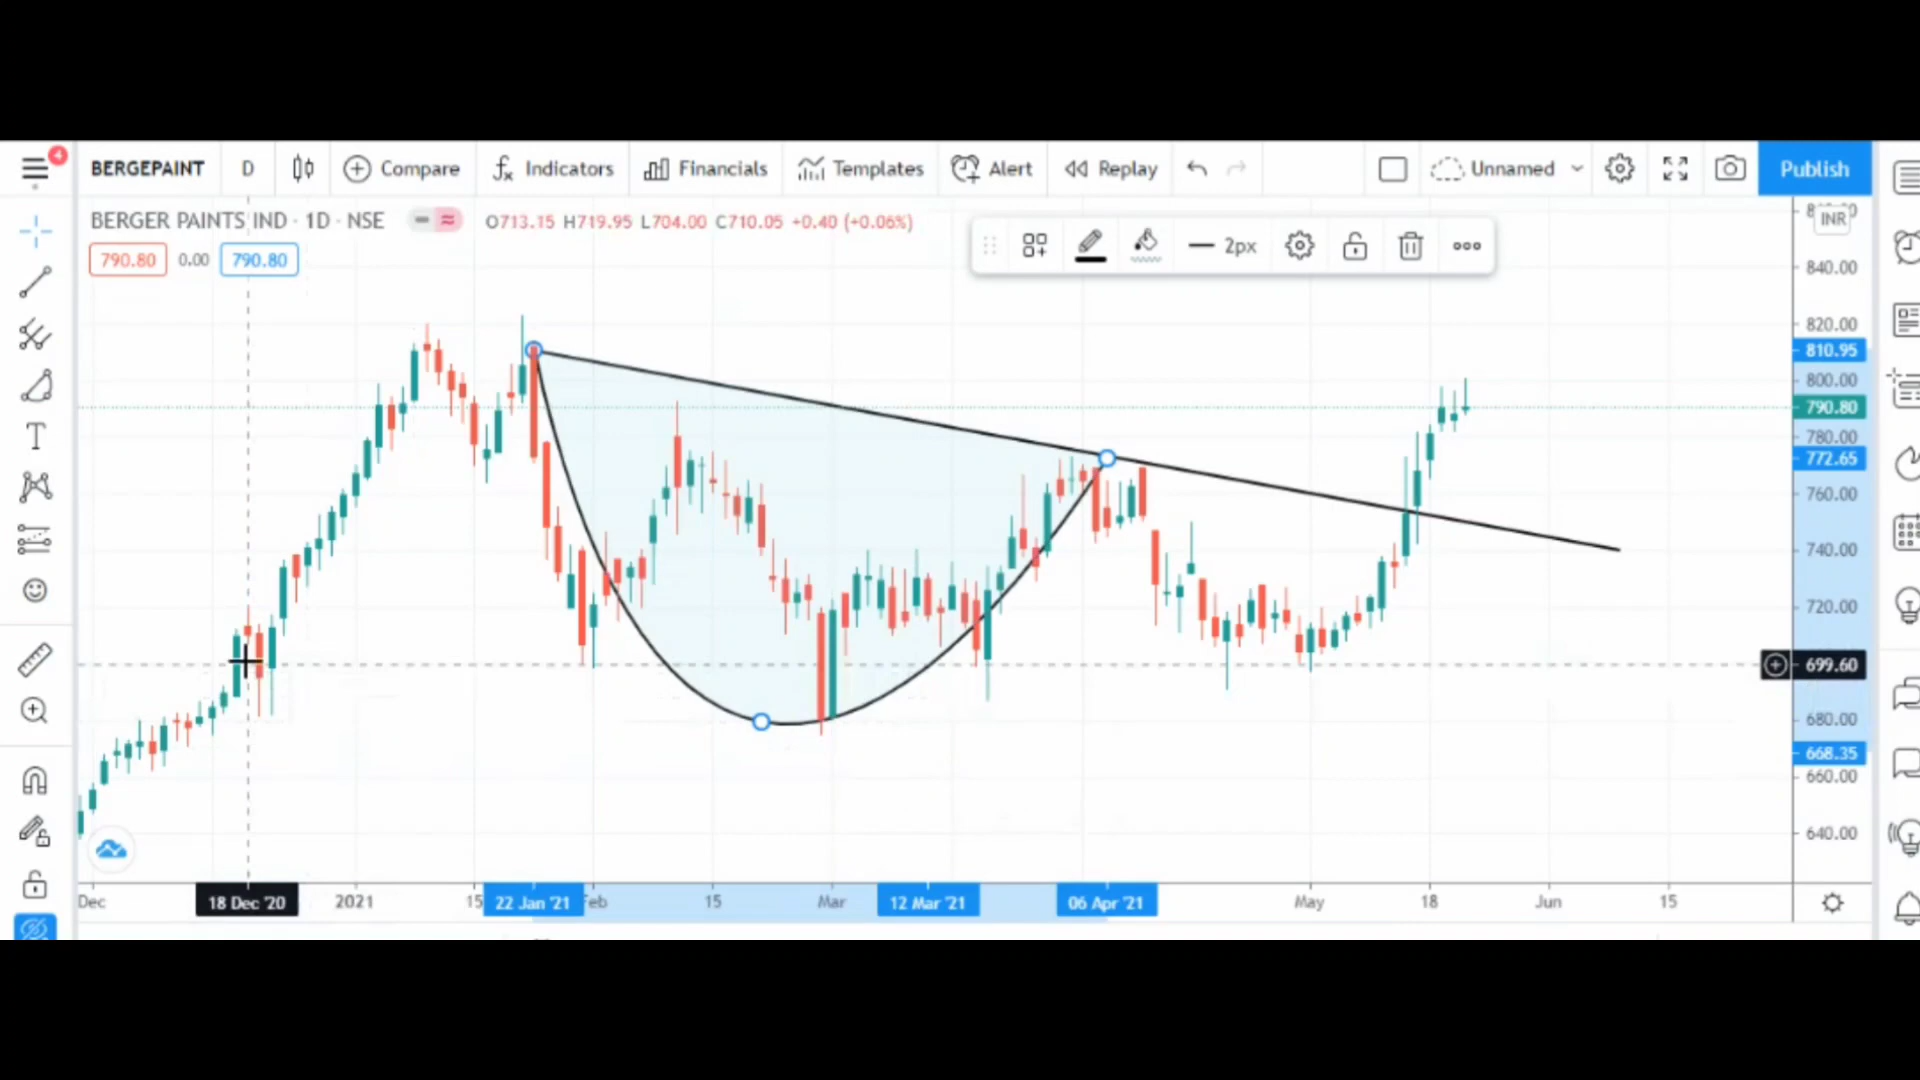 4
BERGEPAINT D Compare Indicators Financials Templates Alert Replay Unnamed Publish
BERGER PAINTS IND · 1D · NSE O713.15 H719.95 L704.00 C710.05 +0.40 (+0.06%)
INR
790.80 0.00 790.80
2px
840.00
820.00
810.95
800.00
790.80
780.00
772.65
760.00
740.00
720.00
699.60
680.00
668.35
660.00
640.00
Dec 18 Dec '20 2021 15 22 Jan '21 Feb 15 Mar 12 Mar '21 06 Apr '21 May 18 Jun 15